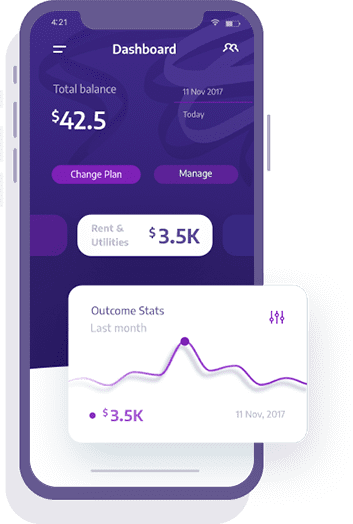 4:21
Dashboard
Total balance
$42.5
11 Nov 2017
Today
Change Plan
Manage
Rent &
Utilities
$3.5K
Outcome Stats
Last month
$3.5K
11 Nov, 2017